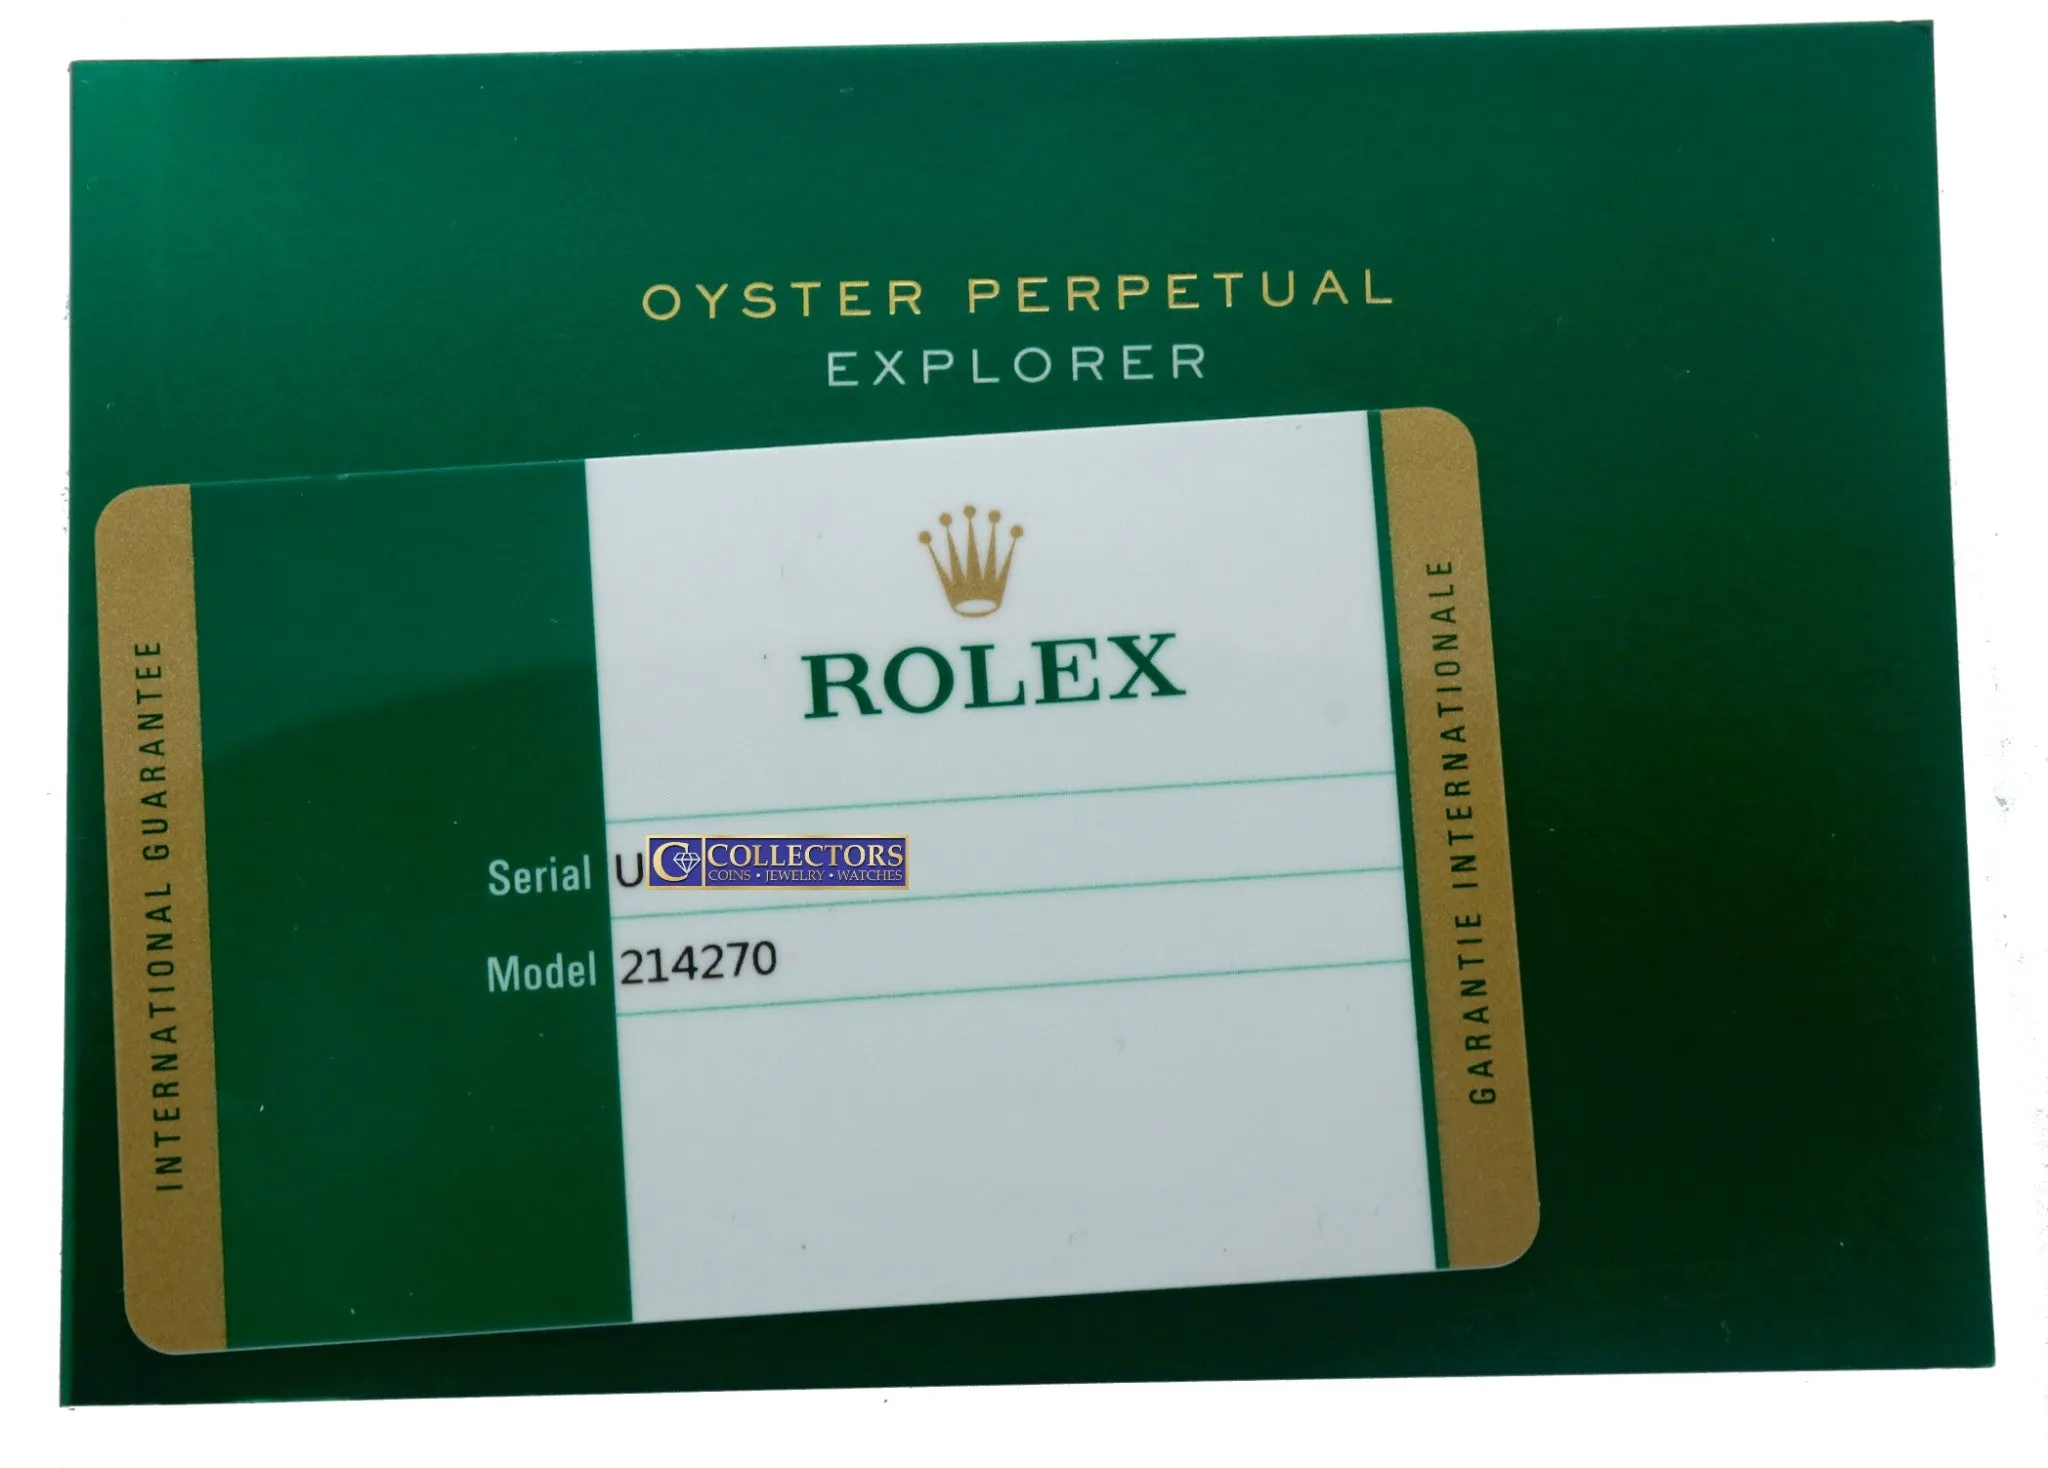 OYSTER PERPETUAL
EXPLORER
INTERNATIONAL GUARANTEE
ROLEX
Serial U
COLLECTORS
COINS • JEWELRY • WATCHES
Model 214270
GARANTIE INTERNATIONALE